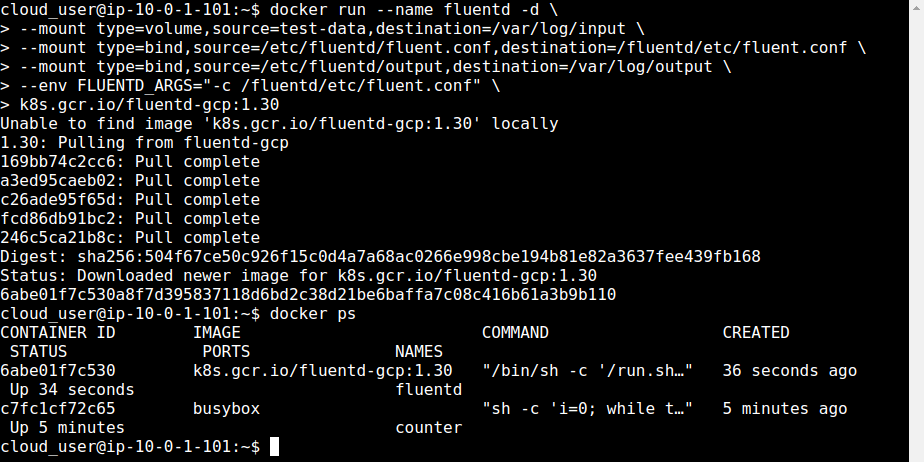 cloud_user@ip-10-0-1-101:~$ docker run --name fluentd -d \
> --mount type=volume,source=test-data,destination=/var/log/input \
> --mount type=bind,source=/etc/fluentd/fluent.conf,destination=/fluentd/etc/fluent.conf \
> --mount type=bind,source=/etc/fluentd/output,destination=/var/log/output \
> --env FLUENTD_ARGS="-c /fluentd/etc/fluent.conf" \
> k8s.gcr.io/fluentd-gcp:1.30
Unable to find image 'k8s.gcr.io/fluentd-gcp:1.30' locally
1.30: Pulling from fluentd-gcp
169bb74c2cc6: Pull complete
a3ed95caeb02: Pull complete
c26ade95f65d: Pull complete
fcd86db91bc2: Pull complete
246c5ca21b8c: Pull complete
Digest: sha256:504f67ce50c926f15c0d4a7a68ac0266e998cbe194b81e82a3637fee439fb168
Status: Downloaded newer image for k8s.gcr.io/fluentd-gcp:1.30
6abe01f7c530a8f7d395837118d6bd2c38d21be6baffa7c08c416b61a3b9b110
cloud_user@ip-10-0-1-101:~$ docker ps
CONTAINER ID        IMAGE                         COMMAND                  CREATED
 STATUS              PORTS               NAMES
6abe01f7c530        k8s.gcr.io/fluentd-gcp:1.30   "/bin/sh -c '/run.sh…"   36 seconds ago
 Up 34 seconds                           fluentd
c7fc1cf72c65        busybox                       "sh -c 'i=0; while t…"   5 minutes ago
 Up 5 minutes                            counter
cloud_user@ip-10-0-1-101:~$